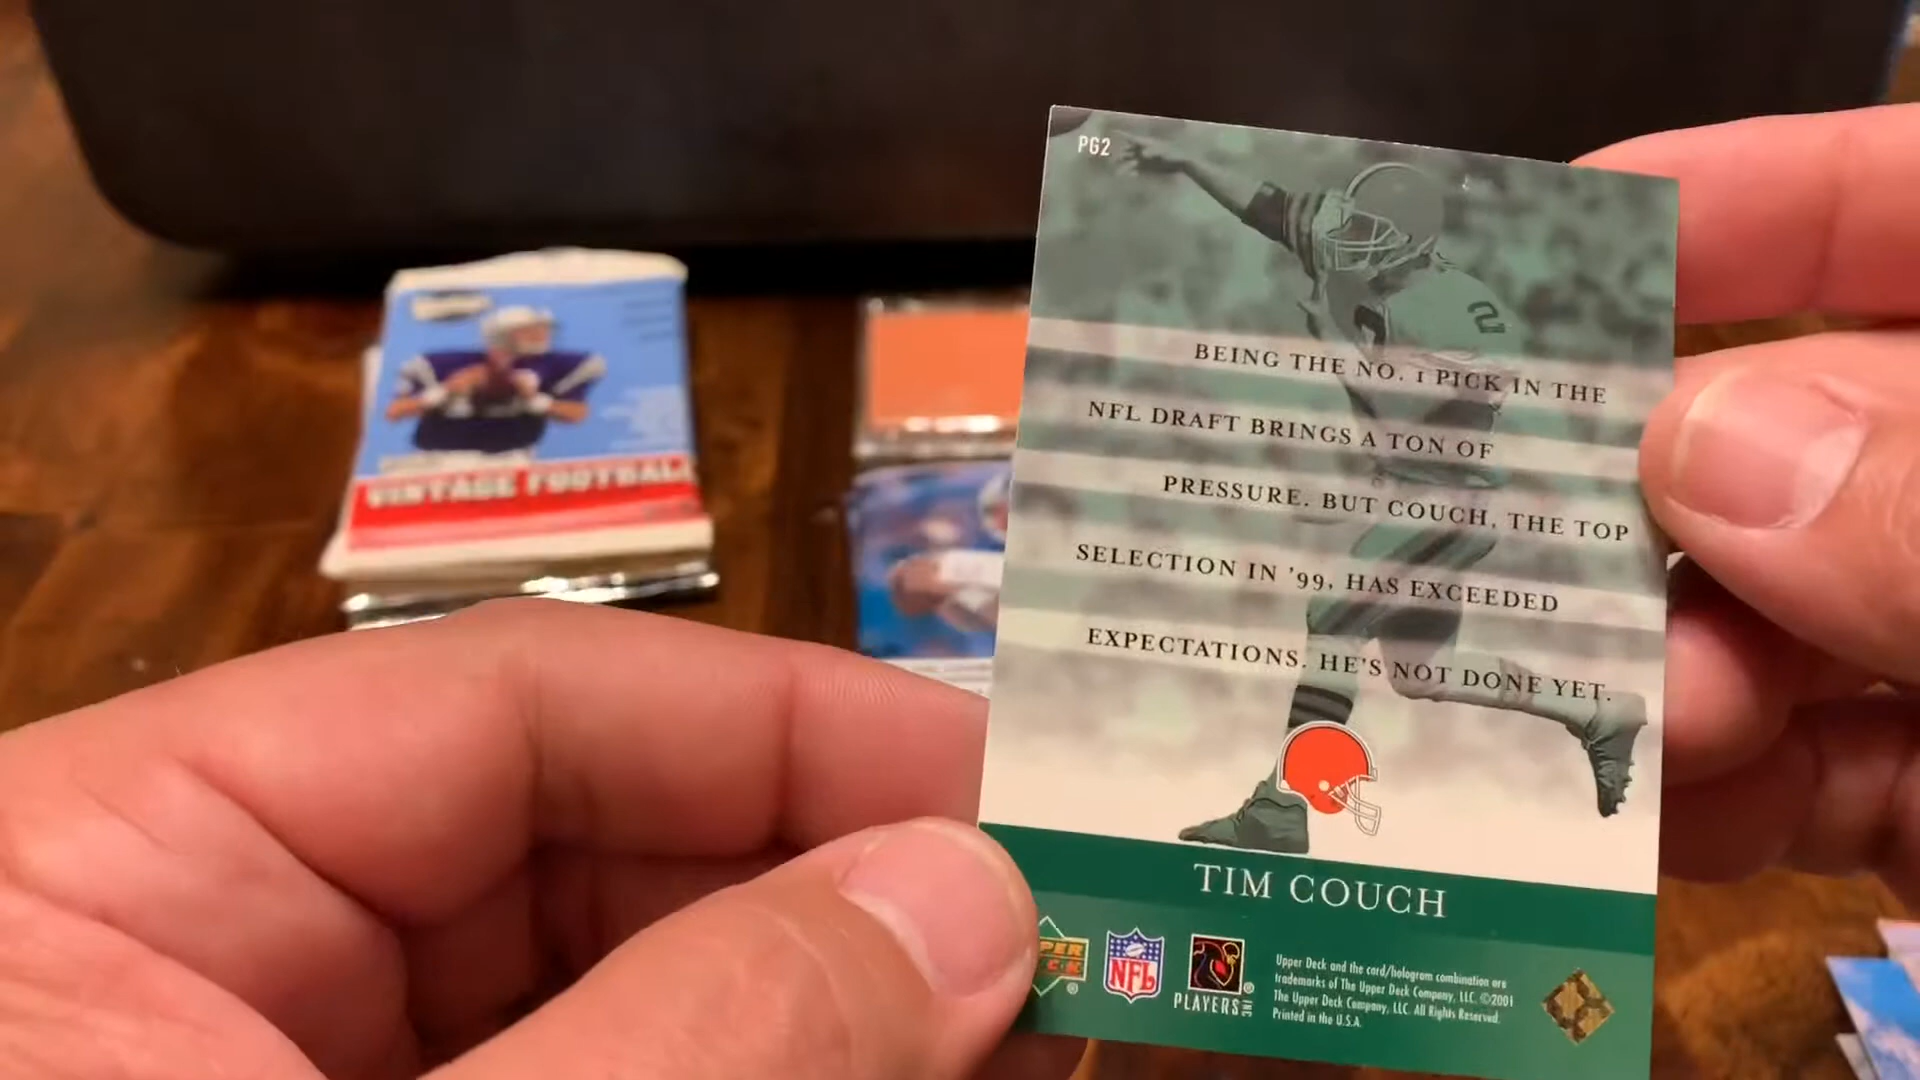 PG2
2
BEING THE NO. 1 PICK IN THE
NFL DRAFT BRINGS A TON OF
PRESSURE. BUT COUCH, THE TOP
SELECTION IN '99, HAS EXCEEDED
EXPECTATIONS. HE'S NOT DONE YET.
TIM COUCH
NFL
PLAYERS INC
Upper Deck and the card/hologram combination are
trademarks of The Upper Deck Company, LLC. ©2001
The Upper Deck Company, LLC. All Rights Reserved.
Printed in the U.S.A.
VINTAGE FOOTBALL